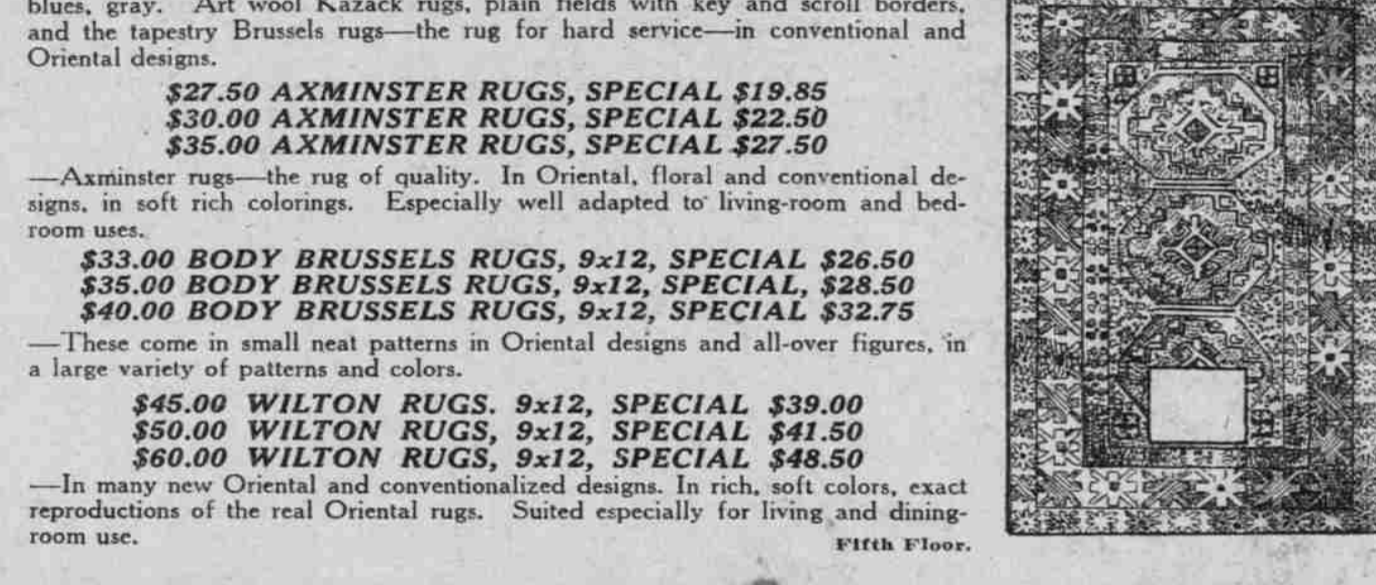 blues, gray. Art wool Kazack rugs, plain fields with key and scroll borders,
and the tapestry Brussels rugs—the rug for hard service—in conventional and
Oriental designs.
$27.50 AXMINSTER RUGS, SPECIAL $19.85
$30.00 AXMINSTER RUGS, SPECIAL $22.50
$35.00 AXMINSTER RUGS, SPECIAL $27.50
—Axminster rugs—the rug of quality. In Oriental, floral and conventional de-
signs, in soft rich colorings. Especially well adapted to living-room and bed-
room uses.
$33.00 BODY BRUSSELS RUGS, 9x12, SPECIAL $26.50
$35.00 BODY BRUSSELS RUGS, 9x12, SPECIAL, $28.50
$40.00 BODY BRUSSELS RUGS, 9x12, SPECIAL $32.75
—These come in small neat patterns in Oriental designs and all-over figures, in
a large variety of patterns and colors.
$45.00 WILTON RUGS. 9x12, SPECIAL $39.00
$50.00 WILTON RUGS, 9x12, SPECIAL $41.50
$60.00 WILTON RUGS, 9x12, SPECIAL $48.50
—In many new Oriental and conventionalized designs. In rich, soft colors, exact
reproductions of the real Oriental rugs. Suited especially for living and dining-
room use.
Fifth Floor.